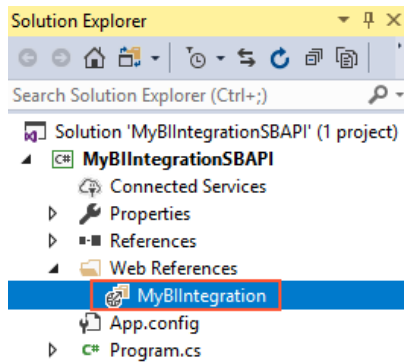 Solution Explorer
Search Solution Explorer (Ctrl+;)
Solution 'MyBIIntegrationSBAPI' (1 project)
C# MyBIIntegrationSBAPI
Connected Services
Properties
References
Web References
MyBIIntegration
App.config
C# Program.cs